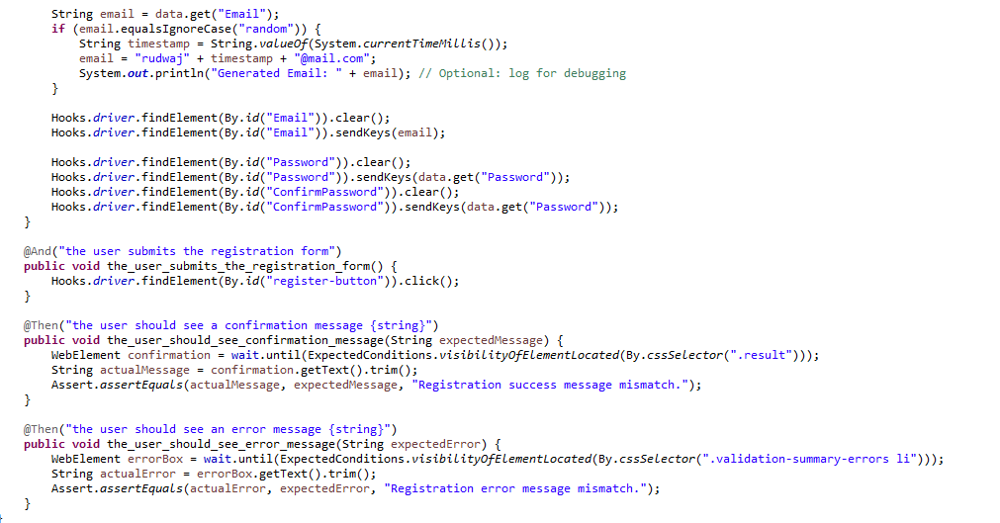 String email = data.get("Email");
if (email.equalsIgnoreCase("random")) {
String timestamp = String.valueOf(System.currentTimeMillis());
email = "rudwaj" + timestamp + "@mail.com";
System.out.println("Generated Email: " + email); // Optional: log for debugging
}
Hooks.driver.findElement(By.id("Email")).clear();
Hooks.driver.findElement(By.id("Email")).sendKeys(email);
Hooks.driver.findElement(By.id("Password")).clear();
Hooks.driver.findElement(By.id("Password")).sendKeys(data.get("Password"));
Hooks.driver.findElement(By.id("ConfirmPassword")).clear();
Hooks.driver.findElement(By.id("ConfirmPassword")).sendKeys(data.get("Password"));
}
@And("the user submits the registration form")
public void the_user_submits_the_registration_form() {
Hooks.driver.findElement(By.id("register-button")).click();
}
@Then("the user should see a confirmation message {string}")
public void the_user_should_see_confirmation_message(String expectedMessage) {
WebElement confirmation = wait.until(ExpectedConditions.visibilityOfElementLocated(By.cssSelector(".result")));
String actualMessage = confirmation.getText().trim();
Assert.assertEquals(actualMessage, expectedMessage, "Registration success message mismatch.");
}
@Then("the user should see an error message {string}")
public void the_user_should_see_error_message(String expectedError) {
WebElement errorBox = wait.until(ExpectedConditions.visibilityOfElementLocated(By.cssSelector(".validation-summary-errors li")));
String actualError = errorBox.getText().trim();
Assert.assertEquals(actualError, expectedError, "Registration error message mismatch.");
}
}